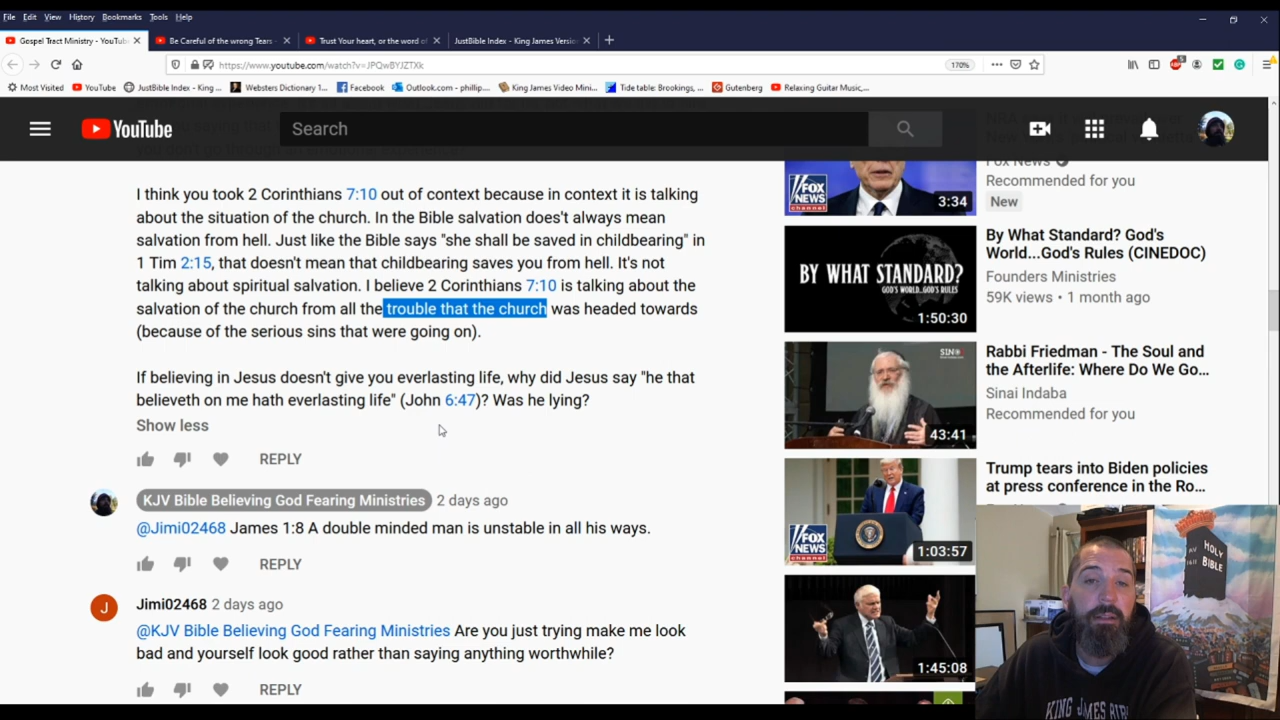 File Edit View History Bookmarks Tools Help
Gospel Tract Ministry - YouTub
Be Careful of the wrong Tears -
Trust Your heart, or the word of
JustBible Index - King James Versio
https://www.youtube.com/watch?v=JPQwBYJZTXk
170%
Most Visited
YouTube
JustBible Index - King ...
Websters Dictionary 1...
Facebook
Outlook.com - phillip,...
King James Video Mini...
Tide table: Brookings, ...
Gutenberg
Relaxing Guitar Music,...
YouTube
Search
I think you took 2 Corinthians 7:10 out of context because in context it is talking
about the situation of the church. In the Bible salvation does't always mean
salvation from hell. Just like the Bible says "she shall be saved in childbearing" in
1 Tim 2:15, that doesn't mean that childbearing saves you from hell. It's not
talking about spiritual salvation. I believe 2 Corinthians 7:10 is talking about the
salvation of the church from all the trouble that the church was headed towards
(because of the serious sins that were going on).
If believing in Jesus doesn't give you everlasting life, why did Jesus say "he that
believeth on me hath everlasting life" (John 6:47)? Was he lying?
Show less
REPLY
KJV Bible Believing God Fearing Ministries 2 days ago
@Jimi02468 James 1:8 A double minded man is unstable in all his ways.
REPLY
J
Jimi02468 2 days ago
@KJV Bible Believing God Fearing Ministries Are you just trying make me look
bad and yourself look good rather than saying anything worthwhile?
REPLY
Fox News
Recommended for you
New
FOX NEWS channel
3:34
BY WHAT STANDARD?
GOD'S WORLD...GOD'S RULES
1:50:30
By What Standard? God's
World...God's Rules (CINEDOC)
Founders Ministries
59K views • 1 month ago
43:41
Rabbi Friedman - The Soul and
the Afterlife: Where Do We Go...
Sinai Indaba
Recommended for you
FOX NEWS channel
1:03:57
Trump tears into Biden policies
at press conference in the Ro...
1:45:08
HOLY
BIBLE
KING JAMES BIB